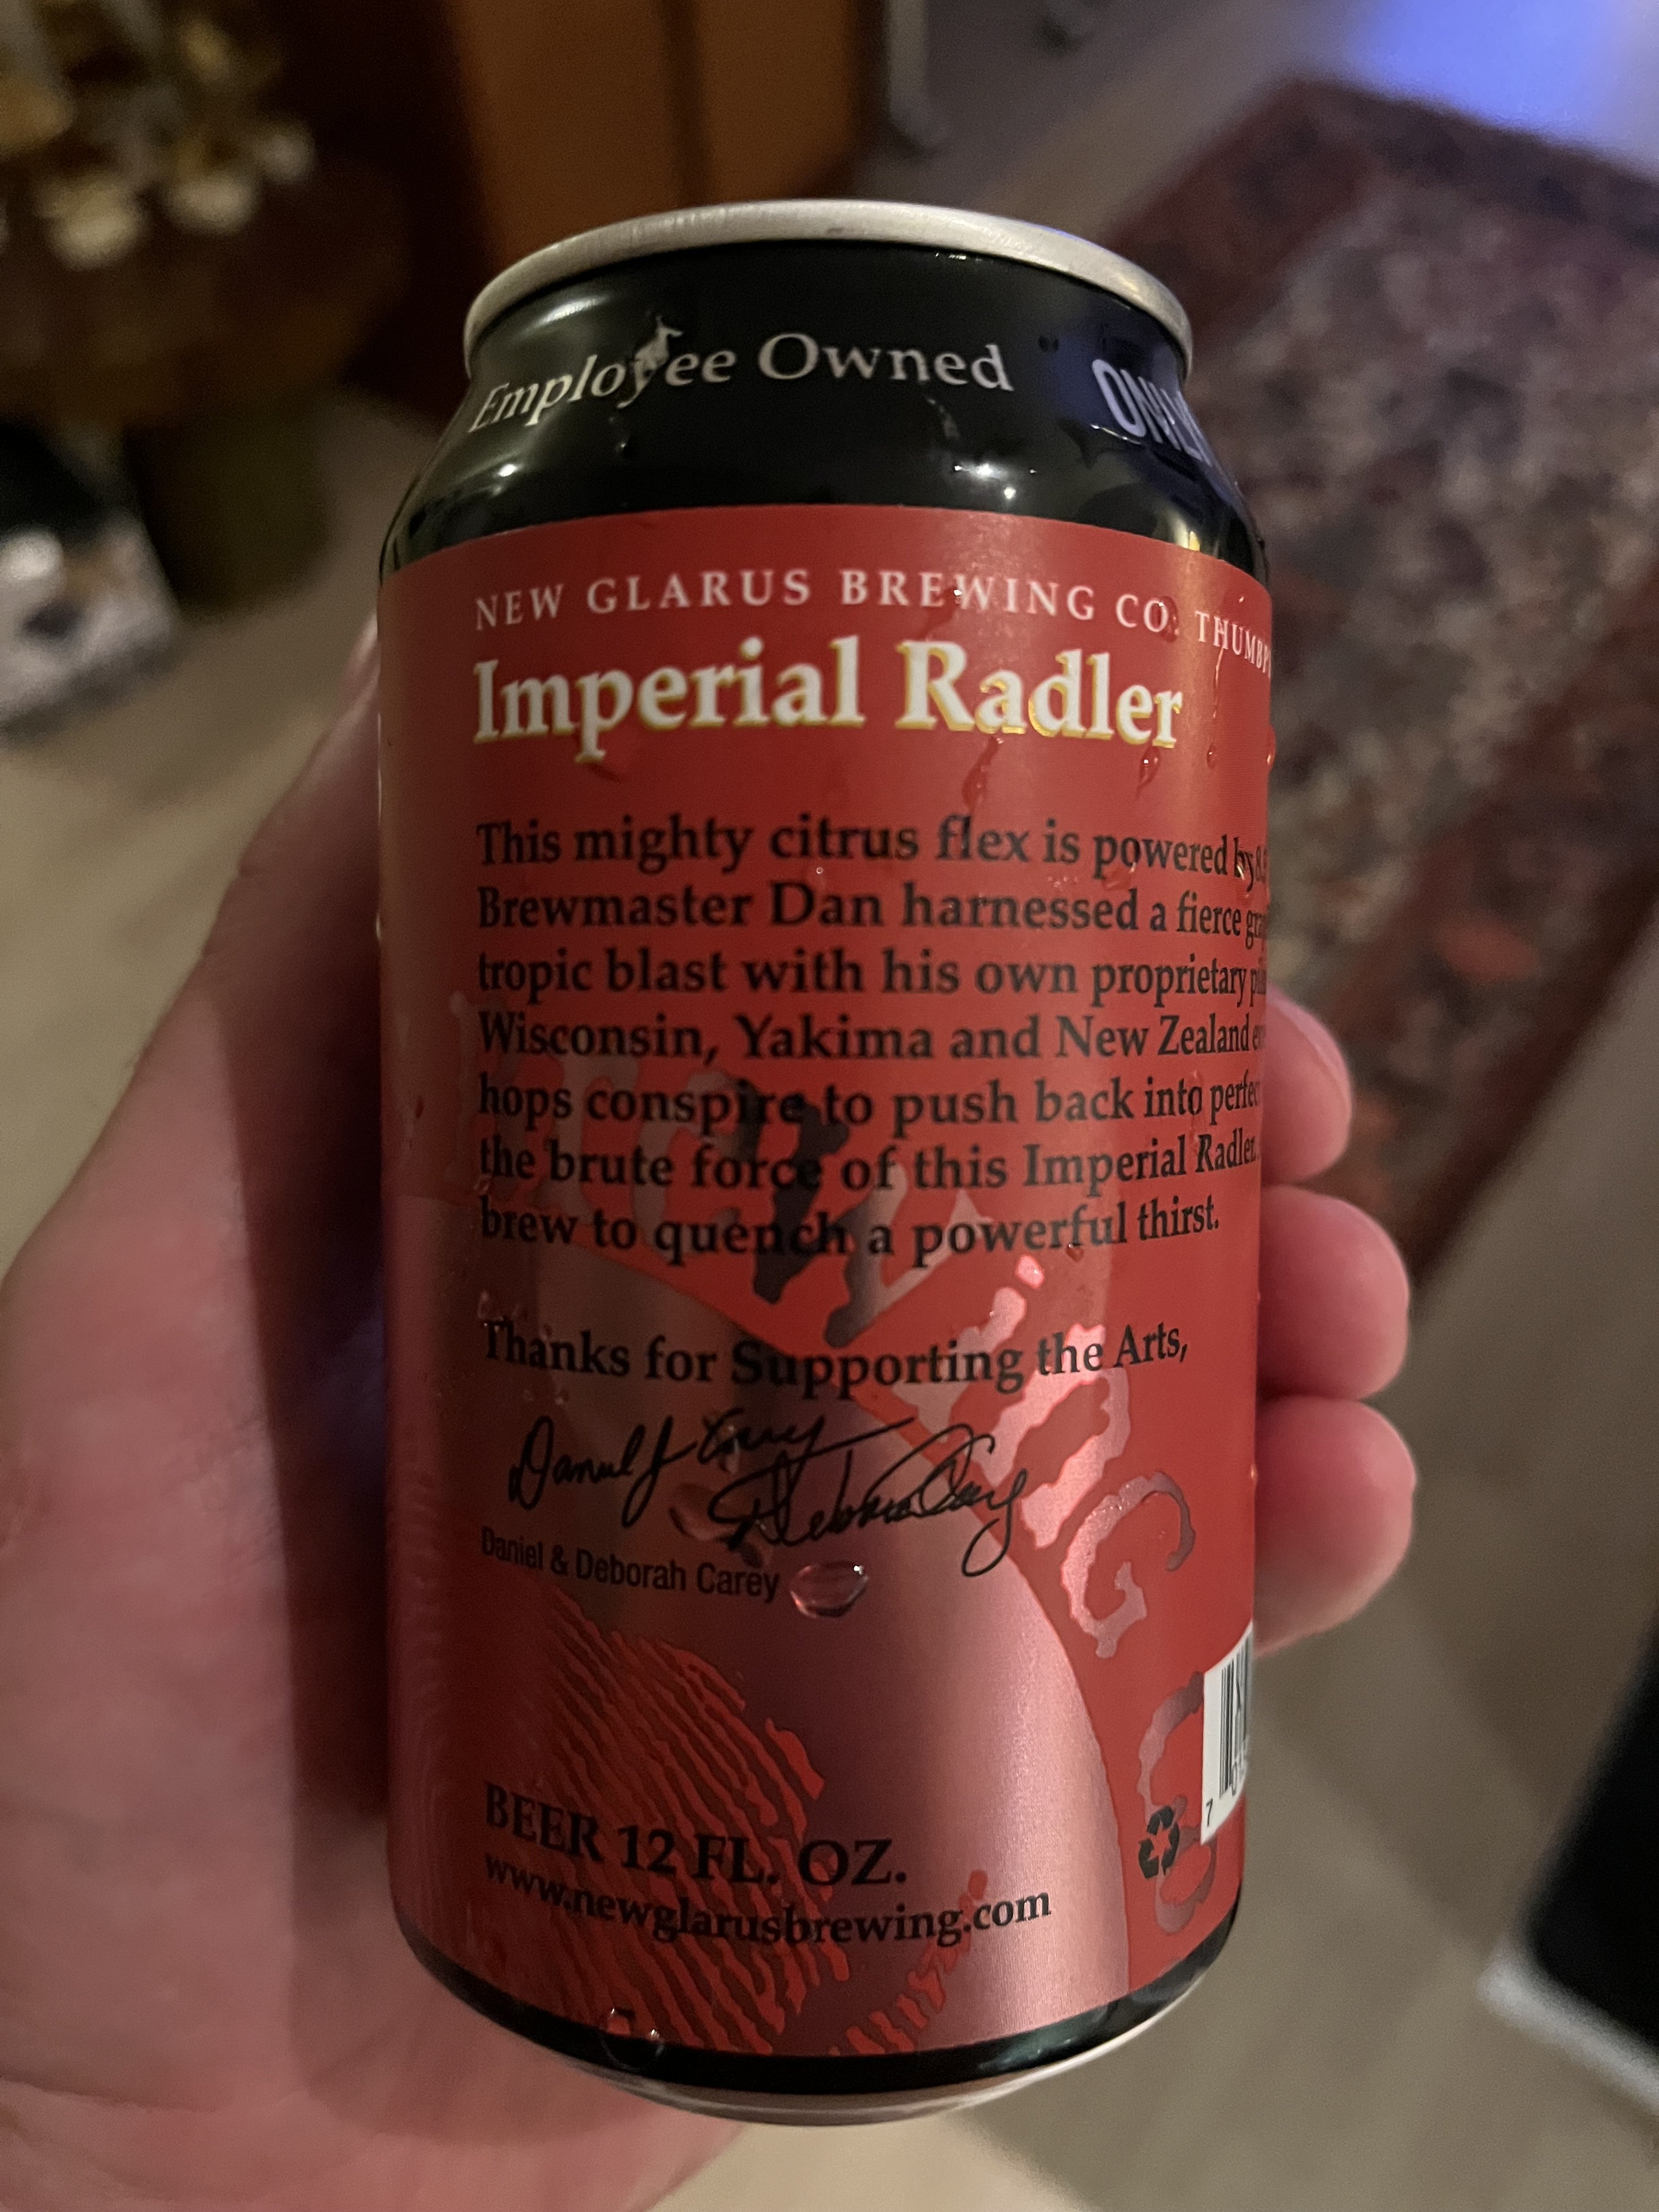 Employee Owned
NEW GLARUS BREWING CO.
Imperial Radler
This mighty citrus flex is powered by
Brewmaster Dan harnessed a fierce
tropic blast with his own proprietary
Wisconsin, Yakima and New Zealand
hops conspire to push back into
the brute force of this Imperial Radler.
brew to quench a powerful thirst.
Thanks for Supporting the Arts,
Daniel & Deborah Carey
BREWING
BEER 12 FL. OZ.
www.newglarusbrewing.com
7